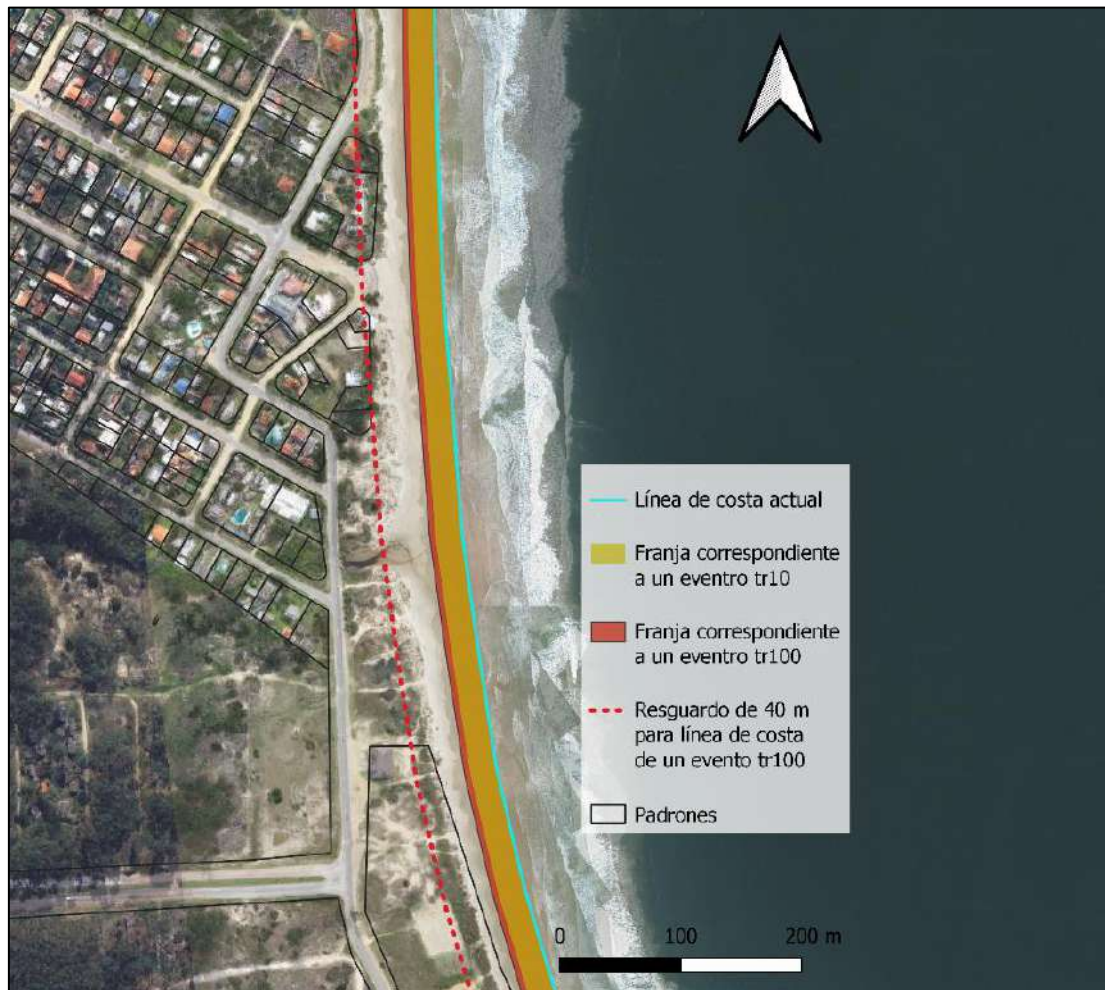 Línea de costa actual
Franja correspondiente
a un eventro tr10
Franja correspondiente
a un eventro tr100
Resguardo de 40 m
para línea de costa
de un evento tr100
Padrones
0 100 200 m